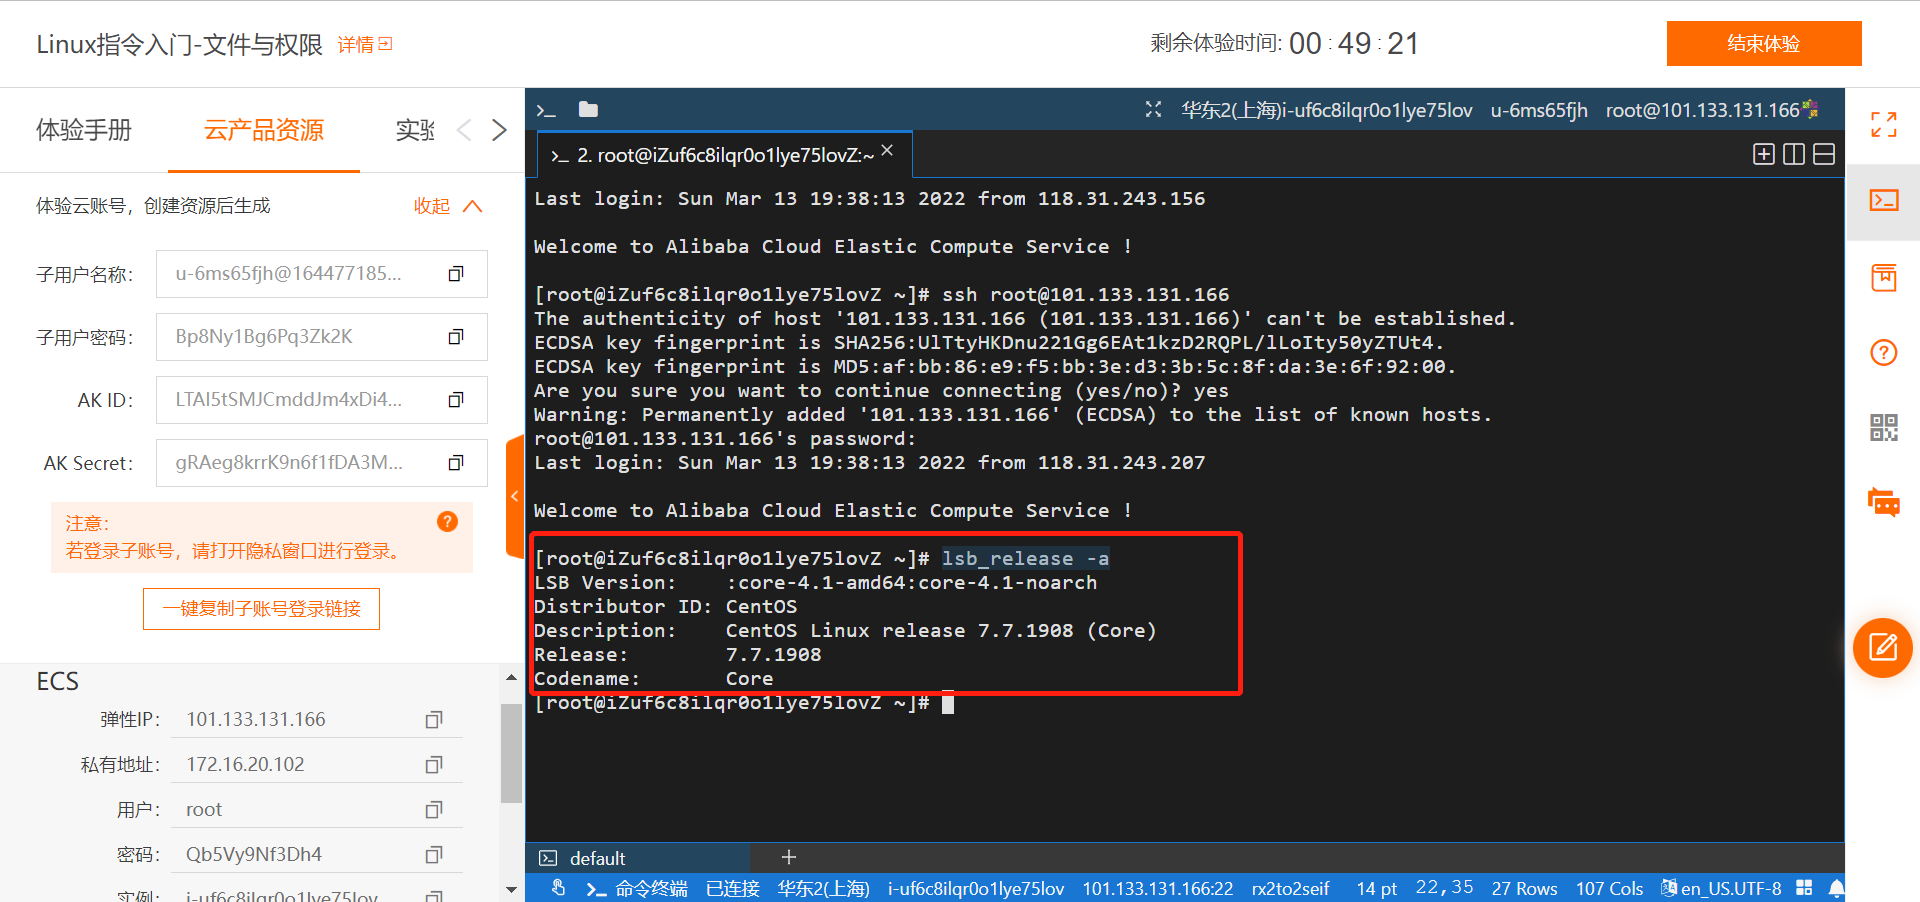 Linux指令入门-文件与权限 详情
剩余体验时间: 00 : 49 : 21
结束体验
体验手册 云产品资源 实验
体验云账号，创建资源后生成 收起
子用户名称： u-6ms65fjh@164477185...
子用户密码： Bp8Ny1Bg6Pq3Zk2K
AK ID： LTAI5tSMJCmddJm4xDi4...
AK Secret： gRAeg8krrK9n6f1fDA3M...
注意：
若登录子账号，请打开隐私窗口进行登录。
一键复制子账号登录链接
ECS
弹性IP： 101.133.131.166
私有地址： 172.16.20.102
用户： root
密码： Qb5Vy9Nf3Dh4
实例： i-uf6c8ilqr0o1lye75lov
华东2(上海)i-uf6c8ilqr0o1lye75lov u-6ms65fjh root@101.133.131.166
2. root@iZuf6c8ilqr0o1lye75lovZ:~
Last login: Sun Mar 13 19:38:13 2022 from 118.31.243.156
Welcome to Alibaba Cloud Elastic Compute Service !
[root@iZuf6c8ilqr0o1lye75lovZ ~]# ssh root@101.133.131.166
The authenticity of host '101.133.131.166 (101.133.131.166)' can't be established.
ECDSA key fingerprint is SHA256:UlTtyHKDnu221Gg6EAt1kzD2RQPL/lLoIty50yZTUt4.
ECDSA key fingerprint is MD5:af:bb:86:e9:f5:bb:3e:d3:3b:5c:8f:da:3e:6f:92:00.
Are you sure you want to continue connecting (yes/no)? yes
Warning: Permanently added '101.133.131.166' (ECDSA) to the list of known hosts.
root@101.133.131.166's password:
Last login: Sun Mar 13 19:38:13 2022 from 118.31.243.207
Welcome to Alibaba Cloud Elastic Compute Service !
[root@iZuf6c8ilqr0o1lye75lovZ ~]# lsb_release -a
LSB Version: :core-4.1-amd64:core-4.1-noarch
Distributor ID: CentOS
Description: CentOS Linux release 7.7.1908 (Core)
Release: 7.7.1908
Codename: Core
[root@iZuf6c8ilqr0o1lye75lovZ ~]#
default
命令终端 已连接 华东2(上海) i-uf6c8ilqr0o1lye75lov 101.133.131.166:22 rx2to2seif 14 pt 22,35 27 Rows 107 Cols en_US.UTF-8